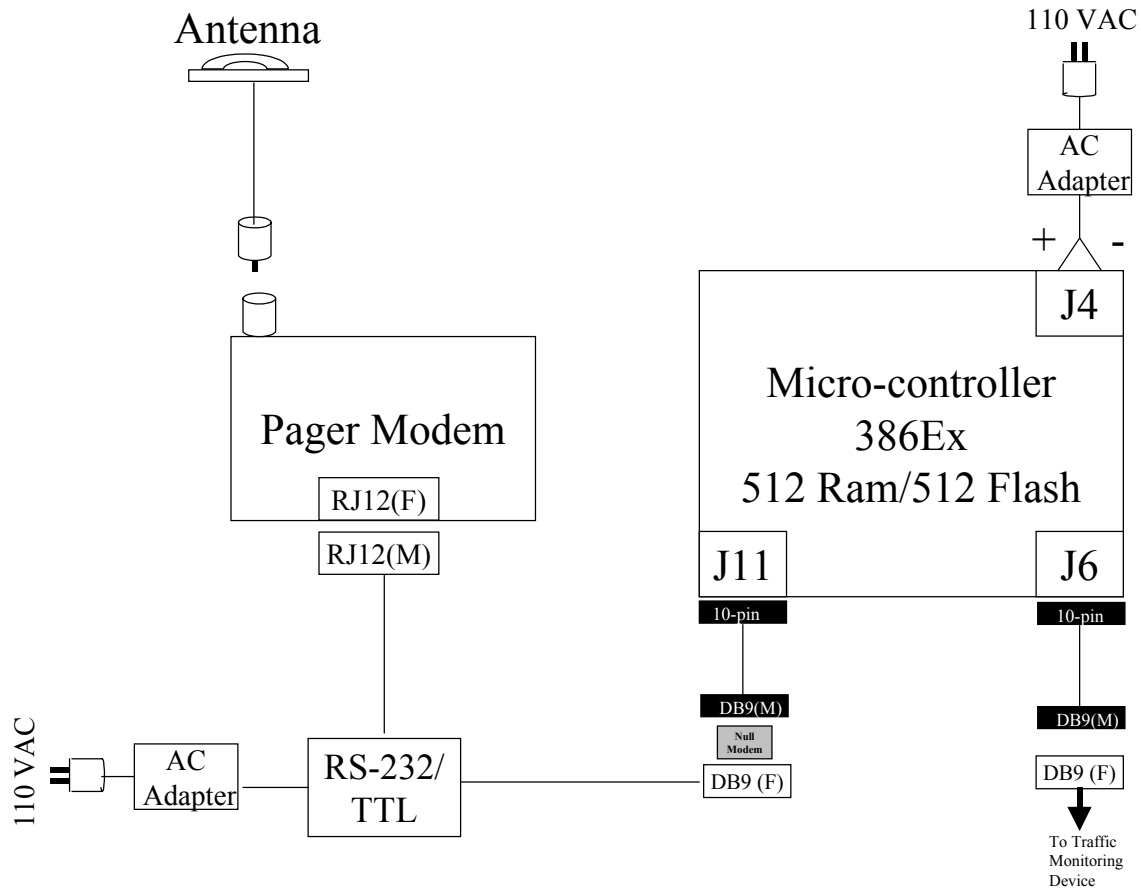 Antenna
110 VAC
AC
Adapter
+ -
J4
Micro-controller
386Ex
512 Ram/512 Flash
Pager Modem
RJ12(F)
RJ12(M)
J11
J6
10-pin
10-pin
DB9(M)
DB9(M)
Null
Modem
DB9 (F)
DB9 (F)
110 VAC
AC
Adapter
RS-232/
TTL
To Traffic
Monitoring
Device